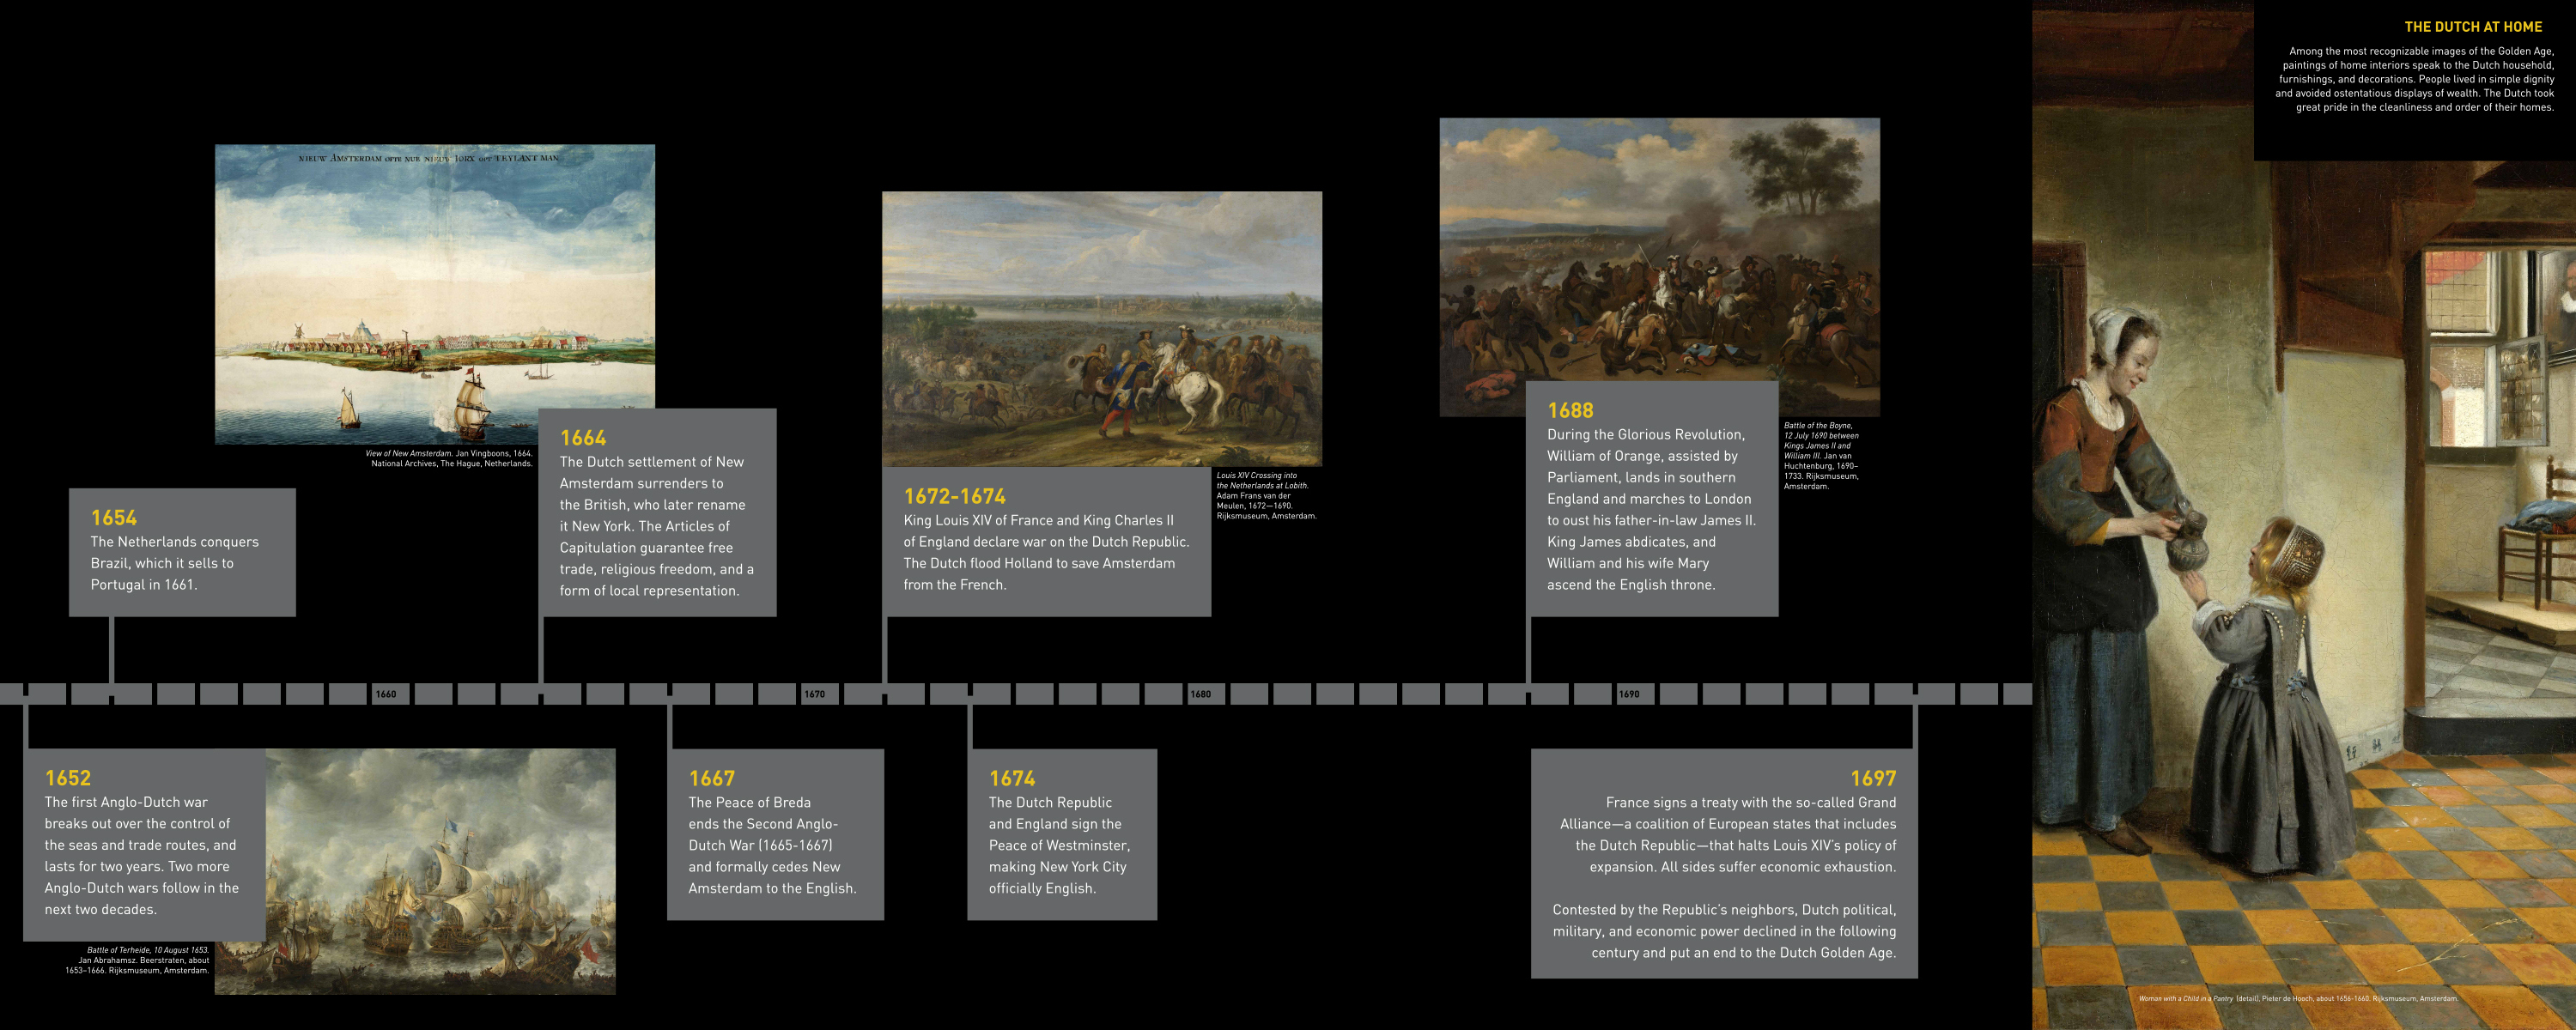 NIEUW AMSTERDAM OFTE NUE NIEUW IORX OPT TEYLANT MAN
View of New Amsterdam. Jan Vingboons, 1664.
National Archives, The Hague, Netherlands.
1654
The Netherlands conquers
Brazil, which it sells to
Portugal in 1661.
1664
The Dutch settlement of New
Amsterdam surrenders to
the British, who later rename
it New York. The Articles of
Capitulation guarantee free
trade, religious freedom, and a
form of local representation.
1672-1674
King Louis XIV of France and King Charles II
of England declare war on the Dutch Republic.
The Dutch flood Holland to save Amsterdam
from the French.
Louis XIV Crossing into
the Netherlands at Lobith.
Adam Frans van der
Meulen, 1672—1690.
Rijksmuseum, Amsterdam.
1688
During the Glorious Revolution,
William of Orange, assisted by
Parliament, lands in southern
England and marches to London
to oust his father-in-law James II.
King James abdicates, and
William and his wife Mary
ascend the English throne.
Battle of the Boyne,
12 July 1690 between
Kings James II and
William III. Jan van
Huchtenburg, 1690–
1733. Rijksmuseum,
Amsterdam.
1660
1670
1680
1690
1652
The first Anglo-Dutch war
breaks out over the control of
the seas and trade routes, and
lasts for two years. Two more
Anglo-Dutch wars follow in the
next two decades.
Battle of Terheide, 10 August 1653.
Jan Abrahamsz. Beerstraten, about
1653–1666. Rijksmuseum, Amsterdam.
1667
The Peace of Breda
ends the Second Anglo-
Dutch War (1665-1667)
and formally cedes New
Amsterdam to the English.
1674
The Dutch Republic
and England sign the
Peace of Westminster,
making New York City
officially English.
1697
France signs a treaty with the so-called Grand
Alliance—a coalition of European states that includes
the Dutch Republic—that halts Louis XIV's policy of
expansion. All sides suffer economic exhaustion.
Contested by the Republic's neighbors, Dutch political,
military, and economic power declined in the following
century and put an end to the Dutch Golden Age.
THE DUTCH AT HOME
Among the most recognizable images of the Golden Age,
paintings of home interiors speak to the Dutch household,
furnishings, and decorations. People lived in simple dignity
and avoided ostentatious displays of wealth. The Dutch took
great pride in the cleanliness and order of their homes.
Woman with a Child in a Pantry (detail), Pieter de Hooch, about 1656-1660. Rijksmuseum, Amsterdam.